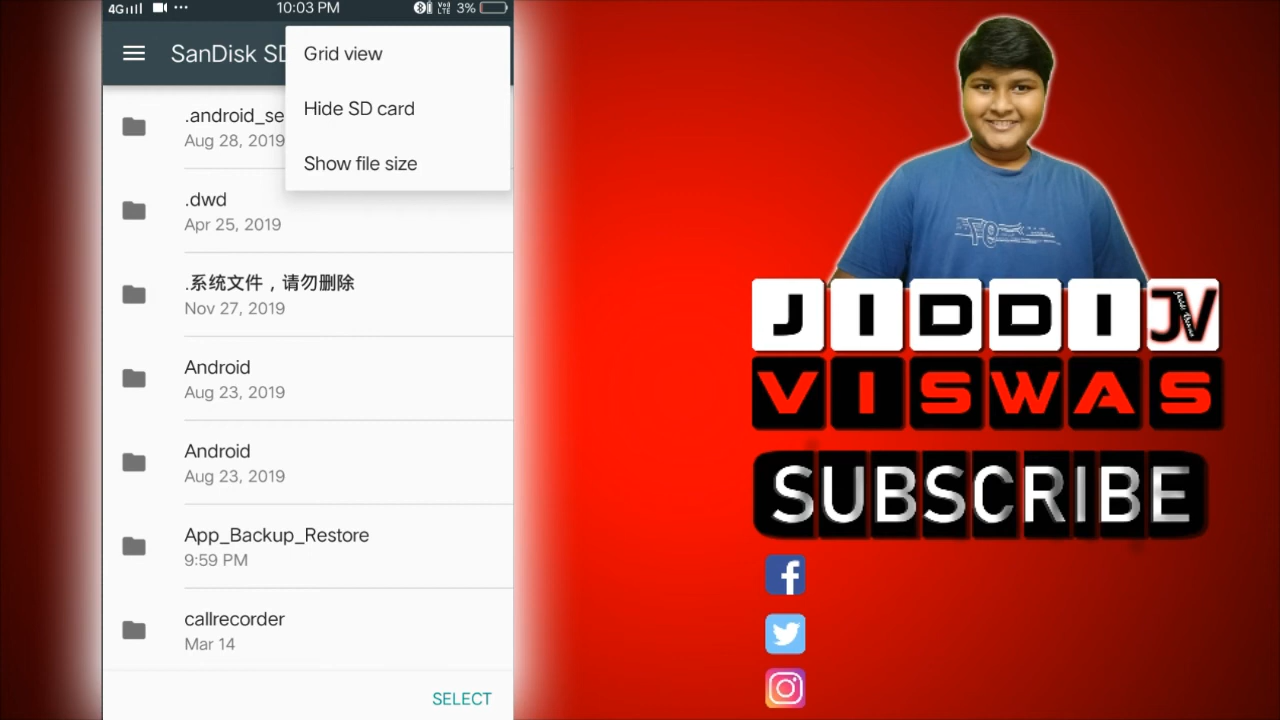 4G
10:03 PM
VoD LTE
3%
SanDisk SD
Grid view
Hide SD card
Show file size
.android_se
Aug 28, 2019
.dwd
Apr 25, 2019
.系统文件，请勿删除
Nov 27, 2019
Android
Aug 23, 2019
Android
Aug 23, 2019
App_Backup_Restore
9:59 PM
callrecorder
Mar 14
SELECT
JIDDI JV
VISWAS
SUBSCRIBE